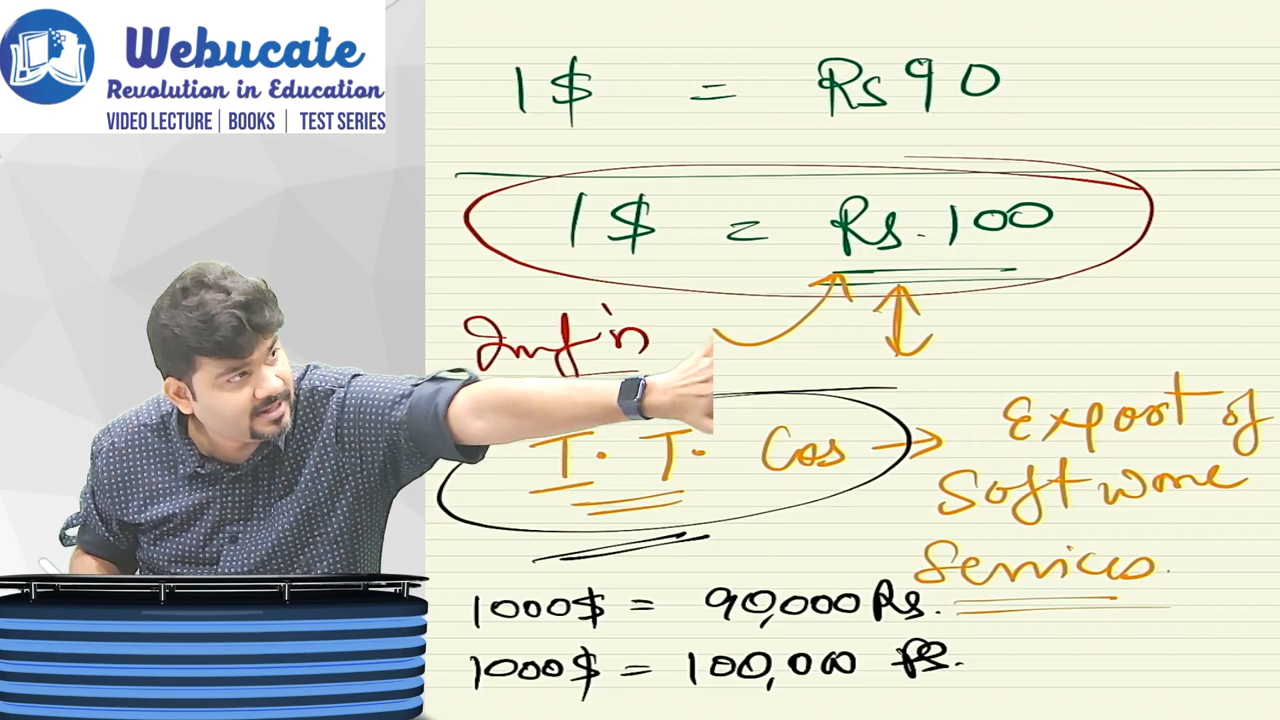 Webucate
Revolution in Education
VIDEO LECTURE | BOOKS | TEST SERIES
1 $ = Rs 90
1 $ = Rs. 100
Inf'n
T. T. Cos → Export of
Software
Services.
1000$ = 90,000 Rs.
1000$ = 100,000 Rs.